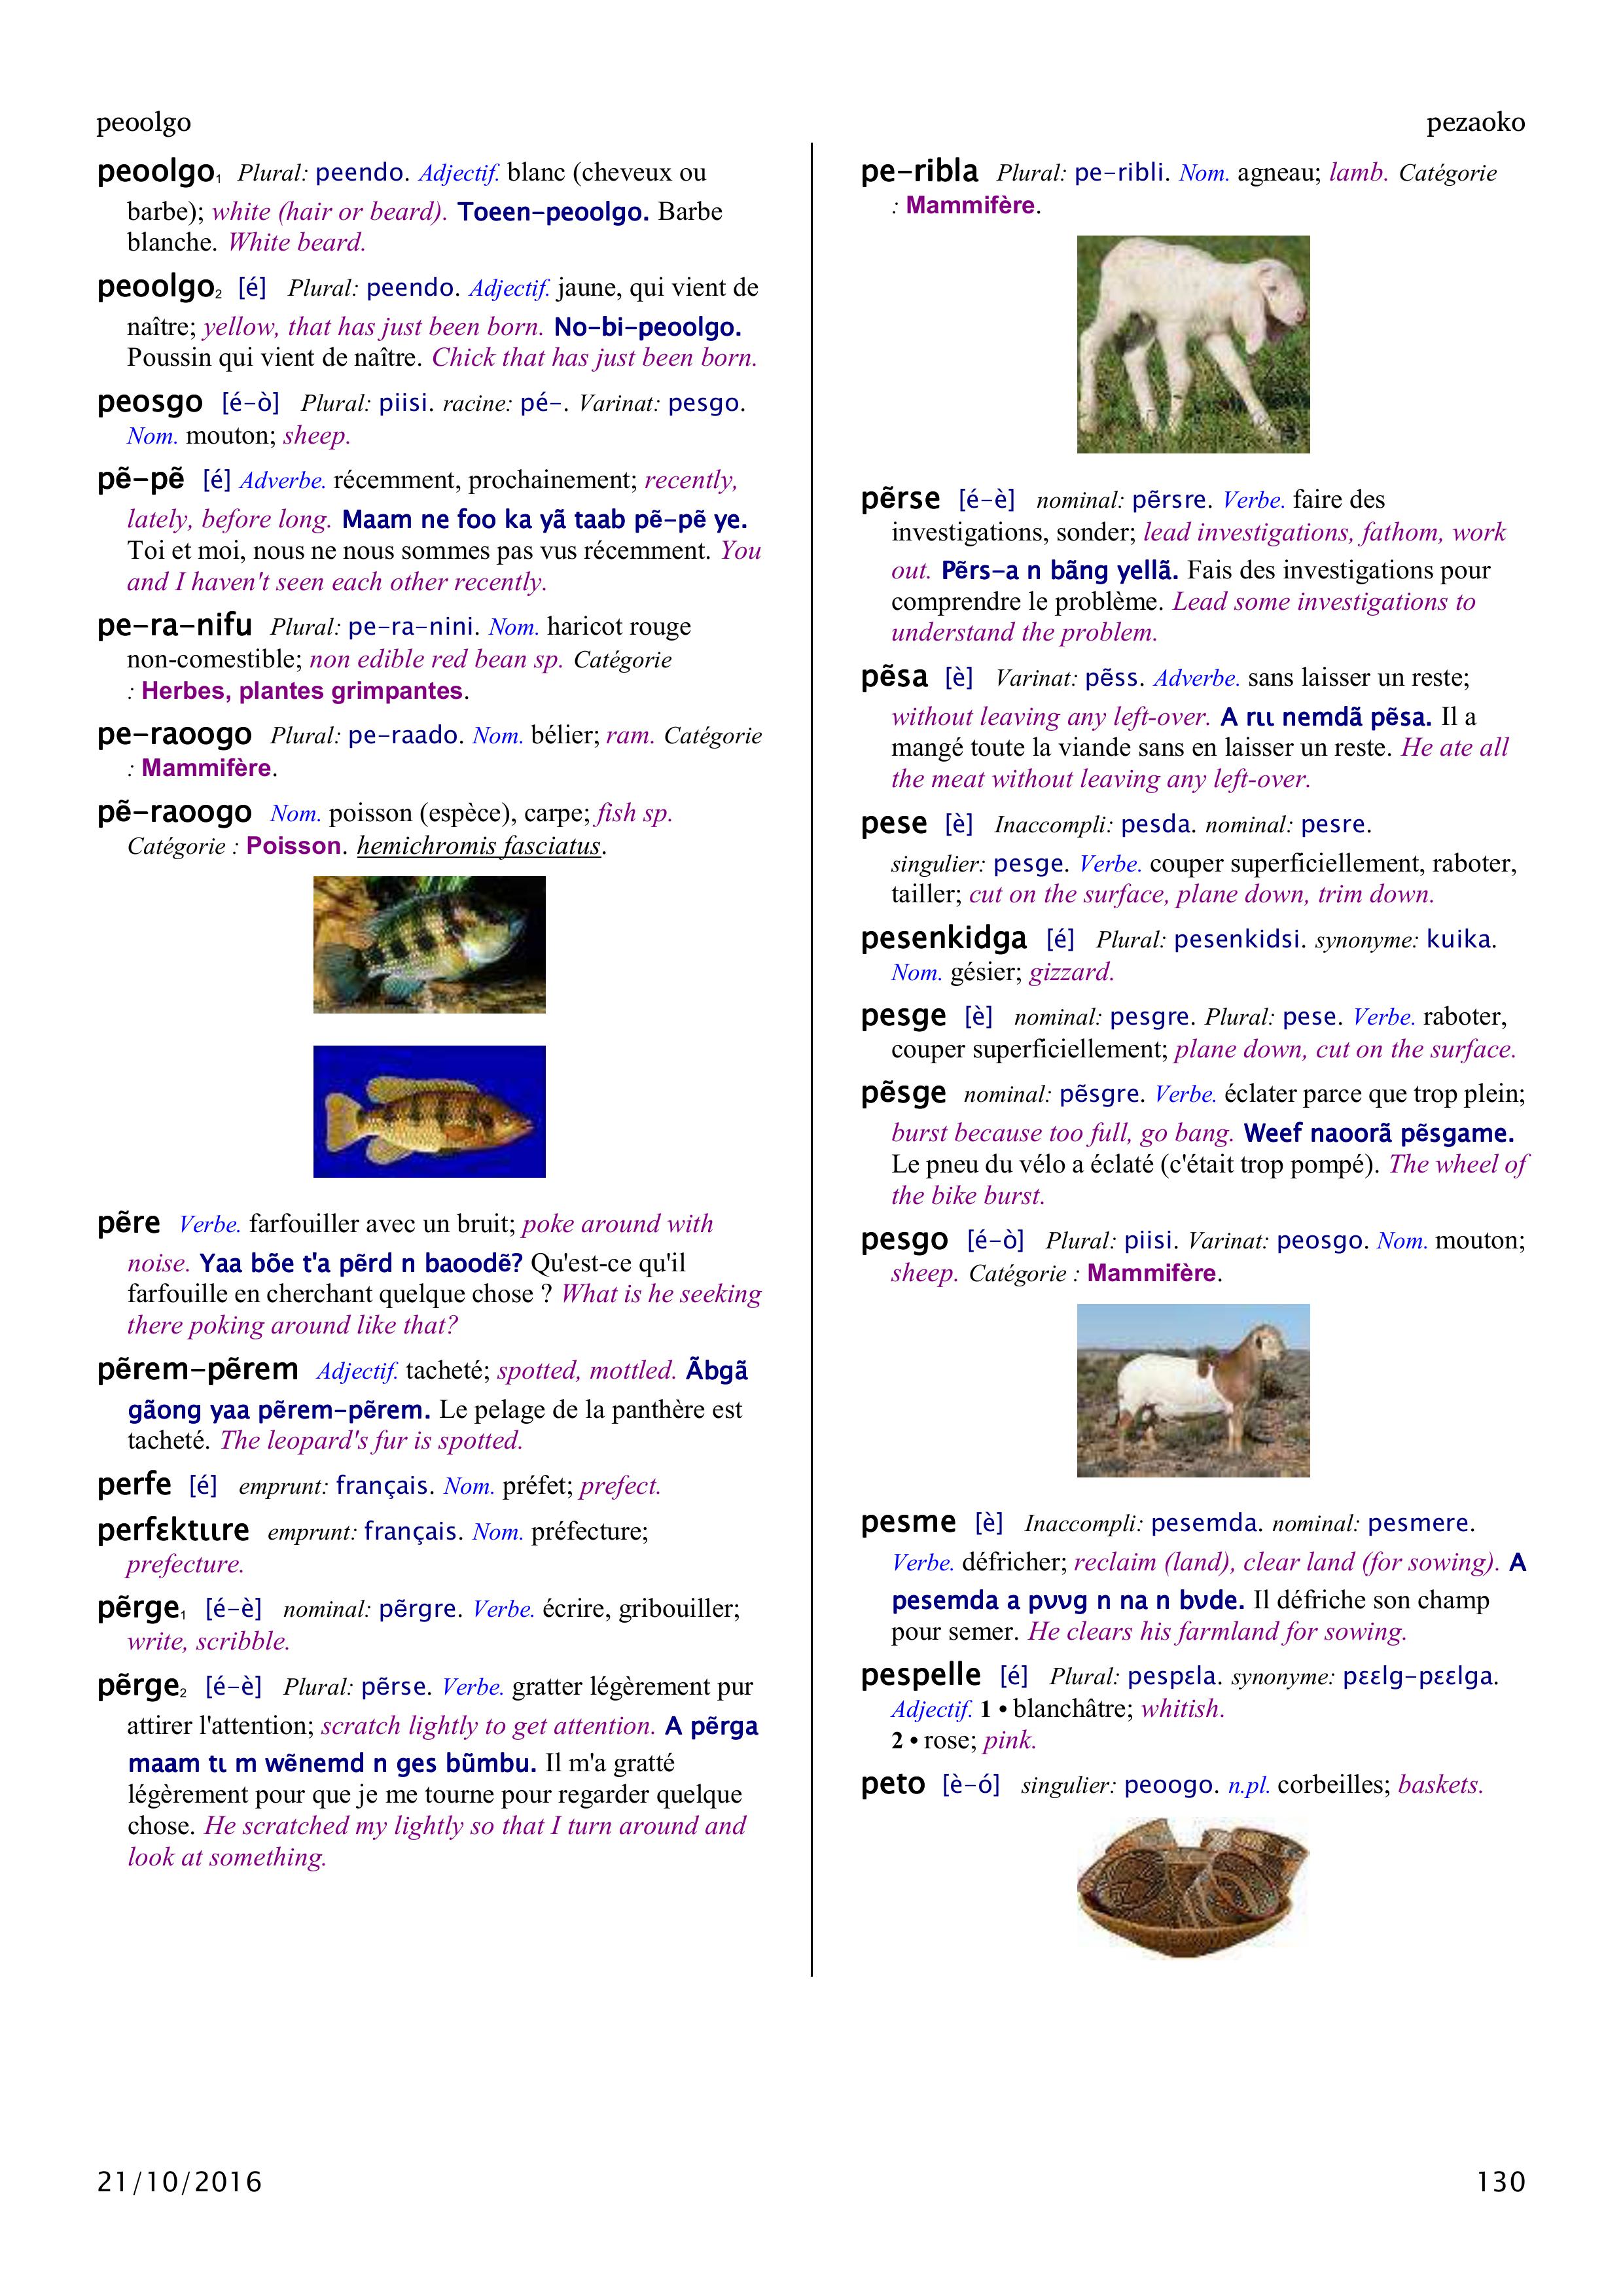 peoolgo
pezaoko
peoolgo₁ Plural: peendo. Adjectif. blanc (cheveux ou
barbe); white (hair or beard). Toeen-peoolgo. Barbe
blanche. White beard.
peoolgo₂ [é] Plural: peendo. Adjectif. jaune, qui vient de
naître; yellow, that has just been born. No-bi-peoolgo.
Poussin qui vient de naître. Chick that has just been born.
peosgo [é-ò] Plural: piisi. racine: pé-. Varinat: pesgo.
Nom. mouton; sheep.
pẽ-pẽ [é] Adverbe. récemment, prochainement; recently,
lately, before long. Maam ne foo ka yã taab pẽ-pẽ ye.
Toi et moi, nous ne nous sommes pas vus récemment. You
and I haven't seen each other recently.
pe-ra-nifu Plural: pe-ra-nini. Nom. haricot rouge
non-comestible; non edible red bean sp. Catégorie
: Herbes, plantes grimpantes.
pe-raoogo Plural: pe-raado. Nom. bélier; ram. Catégorie
: Mammifère.
pẽ-raoogo Nom. poisson (espèce), carpe; fish sp.
Catégorie : Poisson. hemichromis fasciatus.
pẽre Verbe. farfouiller avec un bruit; poke around with
noise. Yaa bõe t'a pẽrd n baoodẽ? Qu'est-ce qu'il
farfouille en cherchant quelque chose ? What is he seeking
there poking around like that?
pẽrem-pẽrem Adjectif. tacheté; spotted, mottled. Ãbgã
gãong yaa pẽrem-pẽrem. Le pelage de la panthère est
tacheté. The leopard's fur is spotted.
perfe [é] emprunt: français. Nom. préfet; prefect.
perfɛktɩɩre emprunt: français. Nom. préfecture;
prefecture.
pẽrge₁ [é-è] nominal: pẽrgre. Verbe. écrire, gribouiller;
write, scribble.
pẽrge₂ [é-è] Plural: pẽrse. Verbe. gratter légèrement pur
attirer l'attention; scratch lightly to get attention. A pẽrga
maam tɩ m wẽnemd n ges bũmbu. Il m'a gratté
légèrement pour que je me tourne pour regarder quelque
chose. He scratched my lightly so that I turn around and
look at something.
pe-ribla Plural: pe-ribli. Nom. agneau; lamb. Catégorie
: Mammifère.
pẽrse [é-è] nominal: pẽrsre. Verbe. faire des
investigations, sonder; lead investigations, fathom, work
out. Pẽrs-a n bãng yellã. Fais des investigations pour
comprendre le problème. Lead some investigations to
understand the problem.
pẽsa [è] Varinat: pẽss. Adverbe. sans laisser un reste;
without leaving any left-over. A rɩɩ nemdã pẽsa. Il a
mangé toute la viande sans en laisser un reste. He ate all
the meat without leaving any left-over.
pese [è] Inaccompli: pesda. nominal: pesre.
singulier: pesge. Verbe. couper superficiellement, raboter,
tailler; cut on the surface, plane down, trim down.
pesenkidga [é] Plural: pesenkidsi. synonyme: kuika.
Nom. gésier; gizzard.
pesge [è] nominal: pesgre. Plural: pese. Verbe. raboter,
couper superficiellement; plane down, cut on the surface.
pẽsge nominal: pẽsgre. Verbe. éclater parce que trop plein;
burst because too full, go bang. Weef naoorã pẽsgame.
Le pneu du vélo a éclaté (c'était trop pompé). The wheel of
the bike burst.
pesgo [é-ò] Plural: piisi. Varinat: peosgo. Nom. mouton;
sheep. Catégorie : Mammifère.
pesme [è] Inaccompli: pesemda. nominal: pesmere.
Verbe. défricher; reclaim (land), clear land (for sowing). A
pesemda a pʋʋg n na n bʋde. Il défriche son champ
pour semer. He clears his farmland for sowing.
pespelle [é] Plural: pespɛla. synonyme: pɛɛlg-pɛɛlga.
Adjectif. 1 • blanchâtre; whitish.
2 • rose; pink.
peto [è-ó] singulier: peoogo. n.pl. corbeilles; baskets.
21/10/2016
130